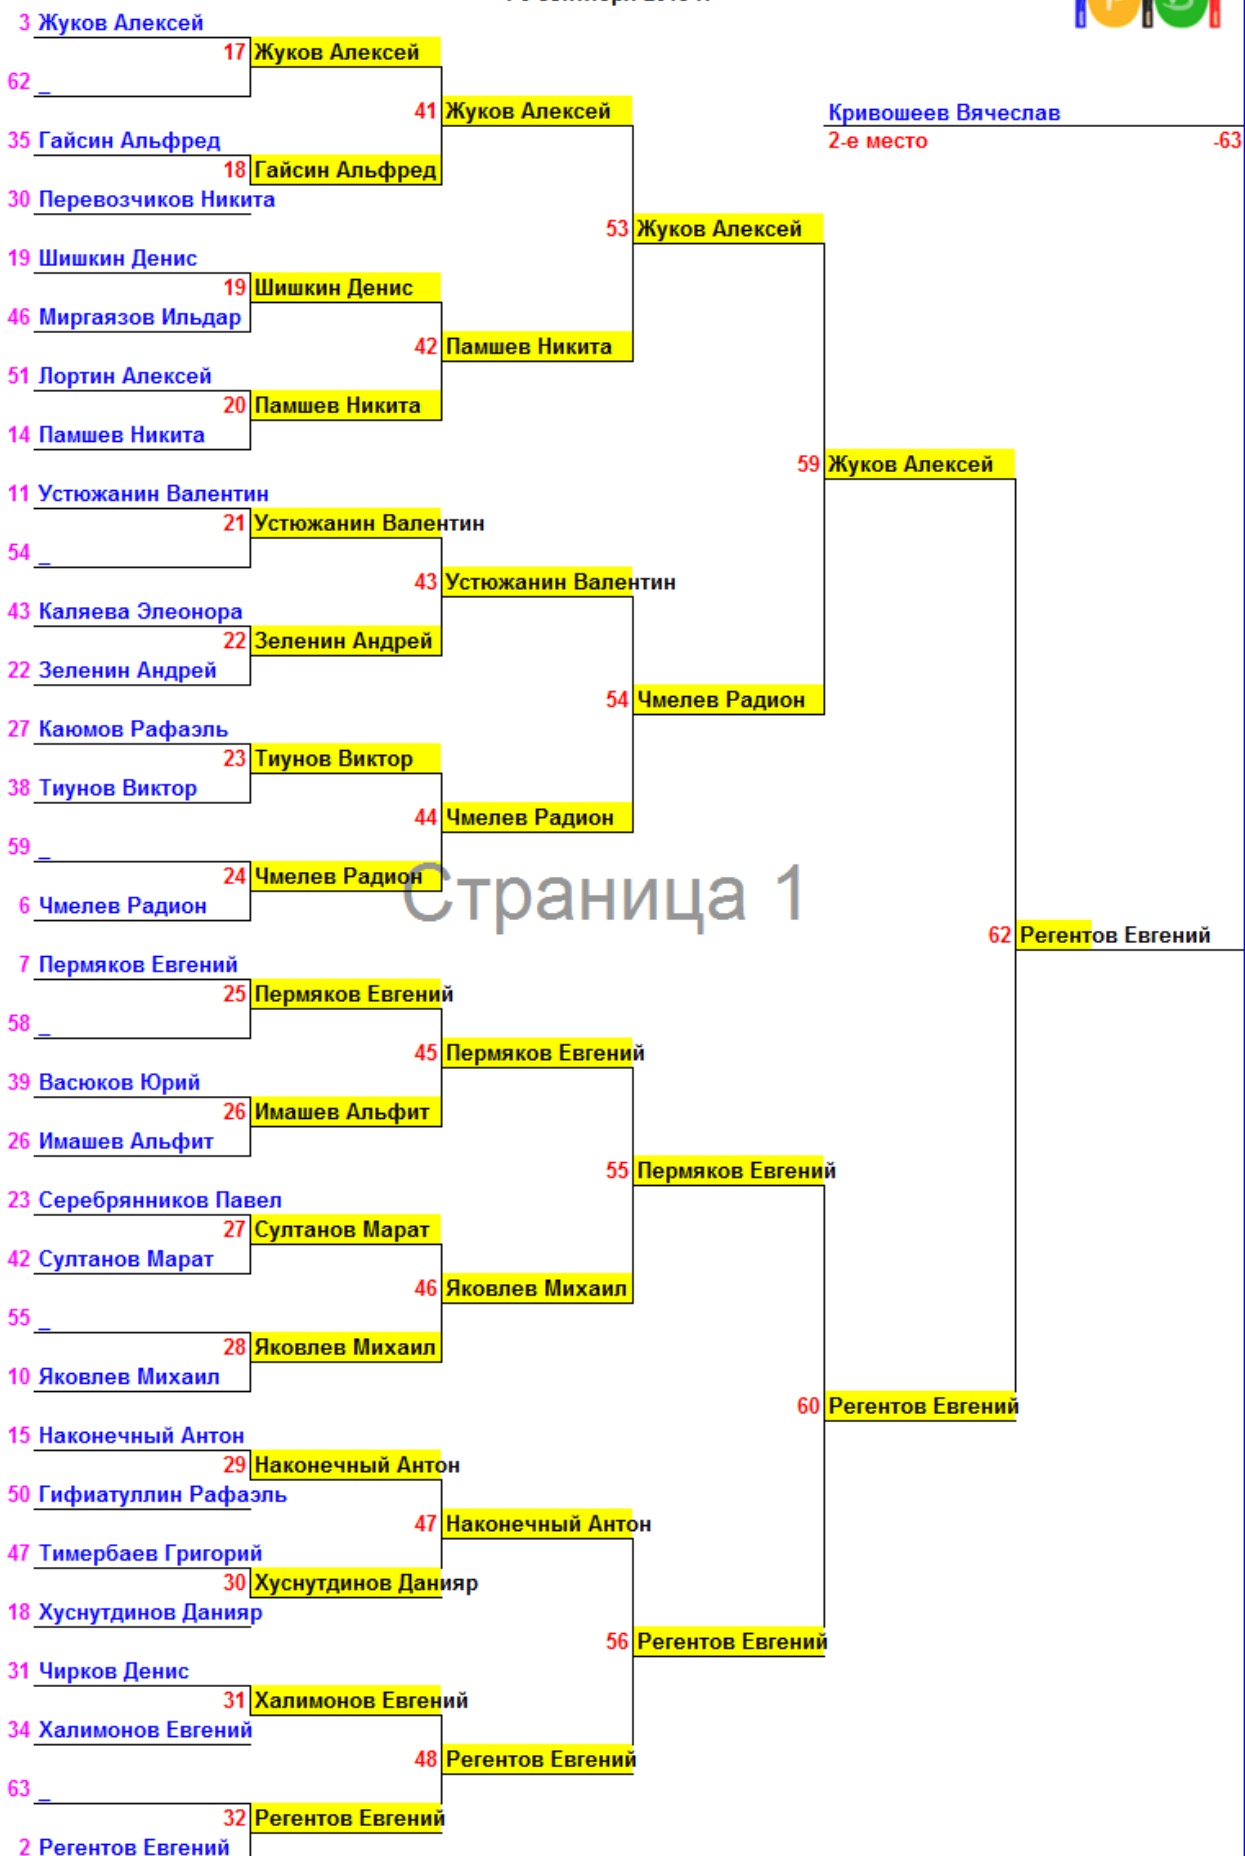 3 Жуков Алексей
17 Жуков Алексей
62 _
41 Жуков Алексей
Кривошеев Вячеслав
35 Гайсин Альфред
2-е место -63
18 Гайсин Альфред
30 Перевозчиков Никита
53 Жуков Алексей
19 Шишкин Денис
19 Шишкин Денис
46 Миргаязов Ильдар
42 Памшев Никита
51 Лортин Алексей
20 Памшев Никита
14 Памшев Никита
59 Жуков Алексей
11 Устюжанин Валентин
21 Устюжанин Валентин
54 _
43 Устюжанин Валентин
43 Каляева Элеонора
22 Зеленин Андрей
22 Зеленин Андрей
54 Чмелев Радион
27 Каюмов Рафаэль
23 Тиунов Виктор
38 Тиунов Виктор
44 Чмелев Радион
59 _
24 Чмелев Радион
Страница 1
6 Чмелев Радион
62 Регентов Евгений
7 Пермяков Евгений
25 Пермяков Евгений
58 _
45 Пермяков Евгений
39 Васюков Юрий
26 Имашев Альфит
26 Имашев Альфит
55 Пермяков Евгений
23 Серебрянников Павел
27 Султанов Марат
42 Султанов Марат
46 Яковлев Михаил
55 _
28 Яковлев Михаил
10 Яковлев Михаил
60 Регентов Евгений
15 Наконечный Антон
29 Наконечный Антон
50 Гифиатуллин Рафаэль
47 Наконечный Антон
47 Тимербаев Григорий
30 Хуснутдинов Данияр
18 Хуснутдинов Данияр
56 Регентов Евгений
31 Чирков Денис
31 Халимонов Евгений
34 Халимонов Евгений
48 Регентов Евгений
63 _
32 Регентов Евгений
2 Регентов Евгений